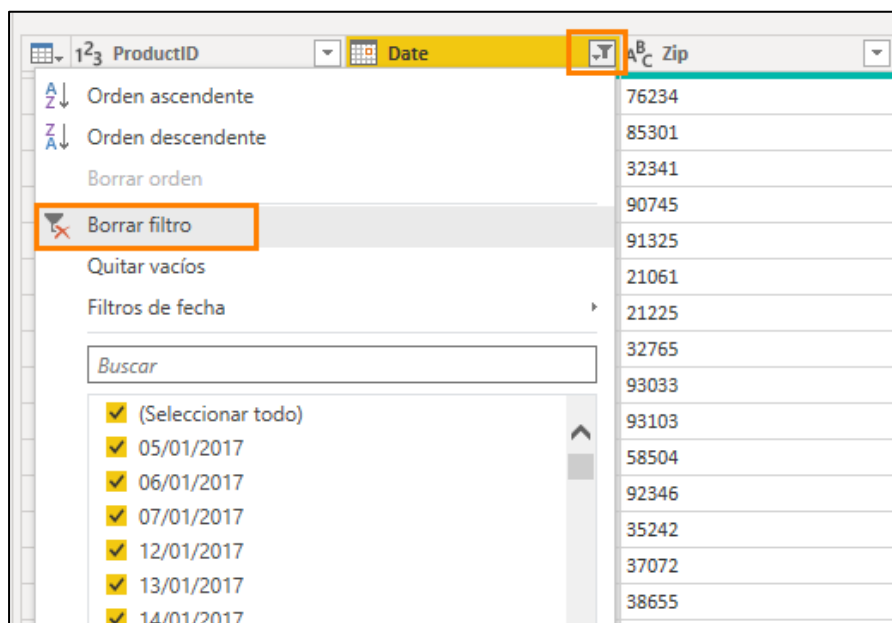 123 ProductID Date ABC Zip
Orden ascendente
Orden descendente
Borrar orden
Borrar filtro
Quitar vacíos
Filtros de fecha
Buscar
(Seleccionar todo)
05/01/2017
06/01/2017
07/01/2017
12/01/2017
13/01/2017
14/01/2017
76234
85301
32341
90745
91325
21061
21225
32765
93033
93103
58504
92346
35242
37072
38655